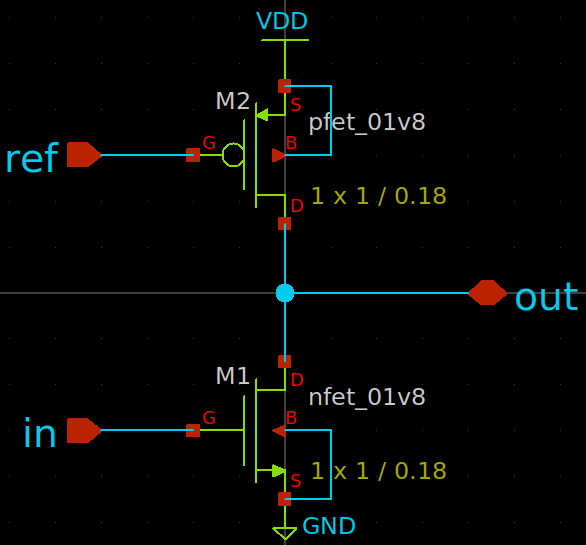 VDD
M2
S
pfet_01v8
G
B
ref
1 x 1 / 0.18
D
out
M1
D
nfet_01v8
G
B
in
1 x 1 / 0.18
S
GND